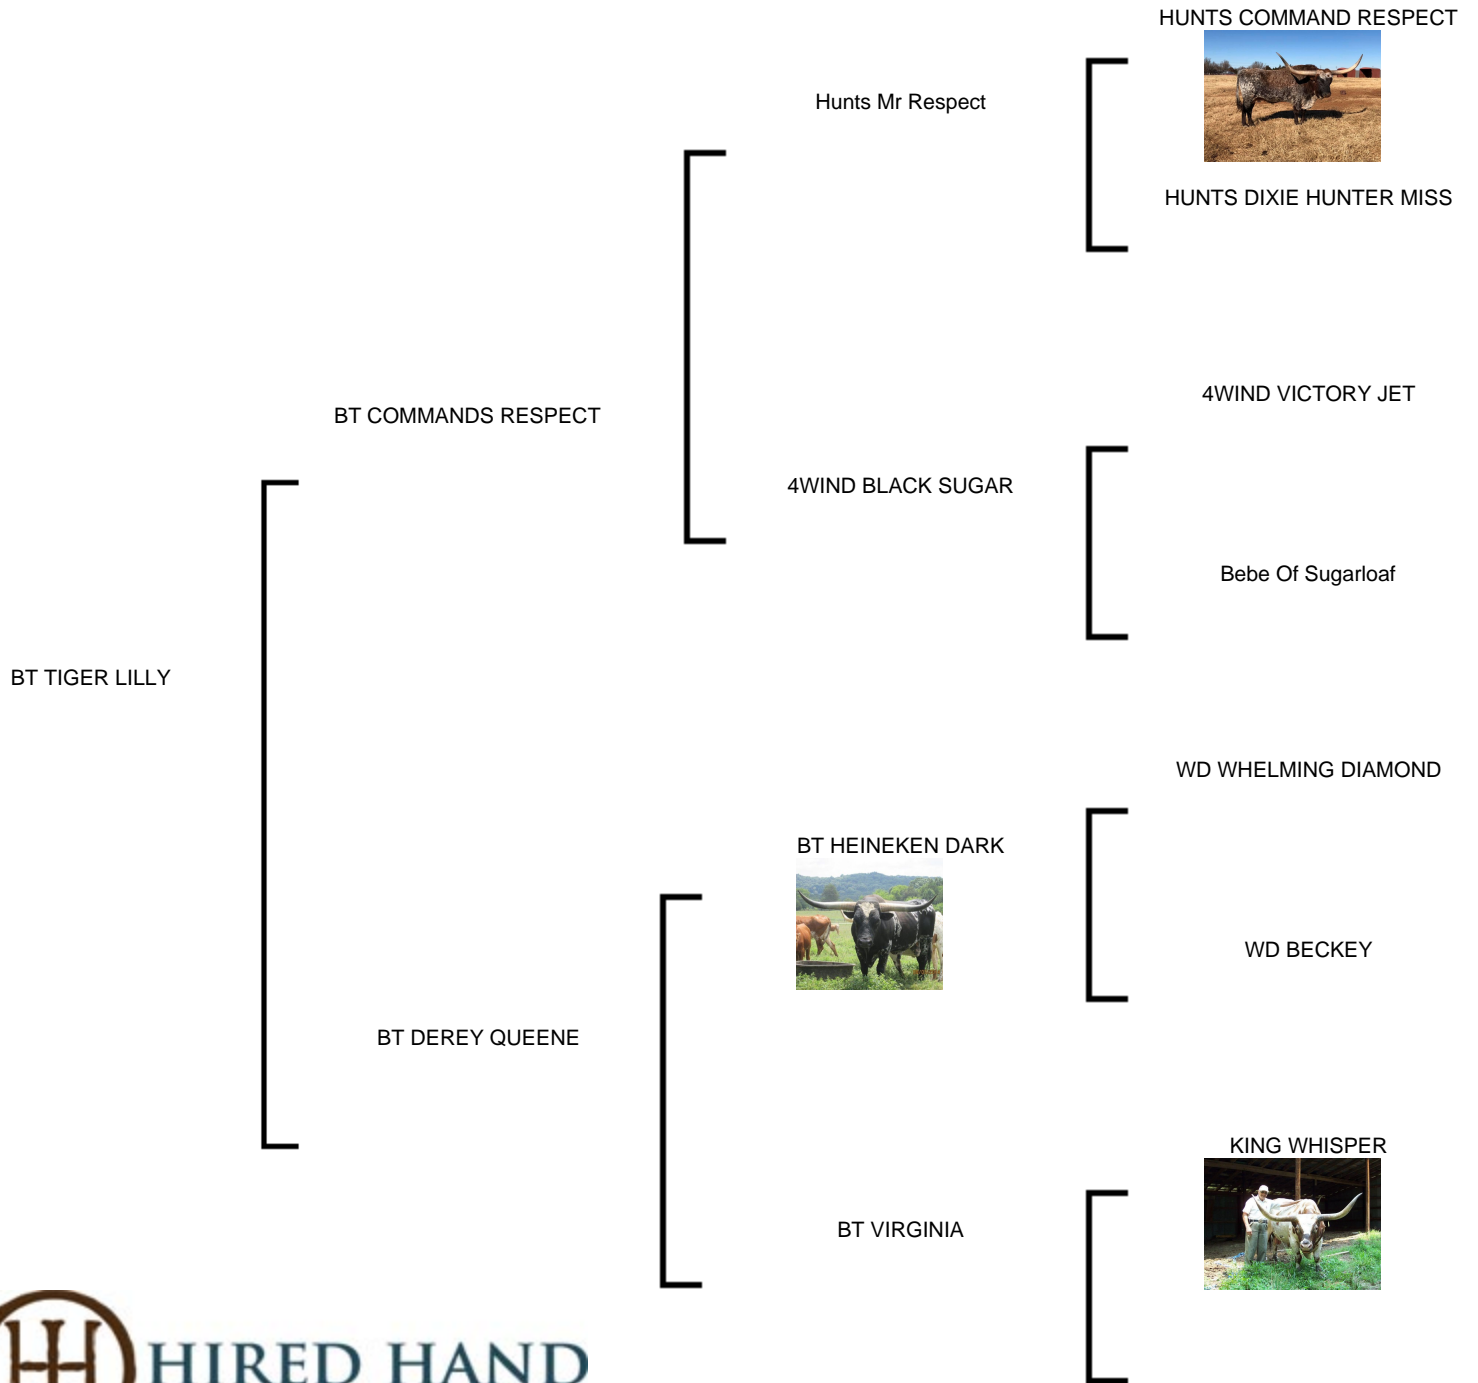 HUNTS COMMAND RESPECT
Hunts Mr Respect
HUNTS DIXIE HUNTER MISS
4WIND VICTORY JET
BT COMMANDS RESPECT
4WIND BLACK SUGAR
Bebe Of Sugarloaf
BT TIGER LILLY
WD WHELMING DIAMOND
BT HEINEKEN DARK
WD BECKEY
BT DEREY QUEENE
KING WHISPER
BT VIRGINIA
HIRED HAND